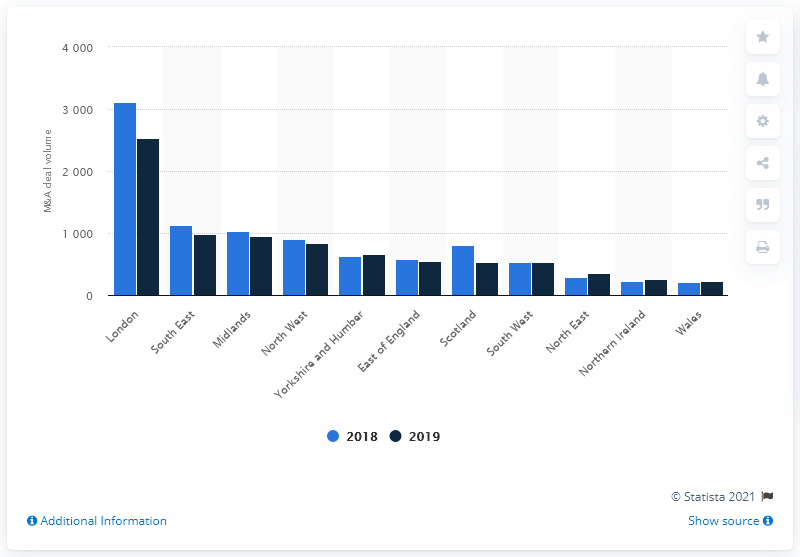 4 000
3 000
2 000
1 000
0
M&A deal volume
London
South East
Midlands
North West
Yorkshire and Humber
East of England
Scotland
South West
North East
Northern Ireland
Wales
2018 2019
© Statista 2021
Additional Information Show source